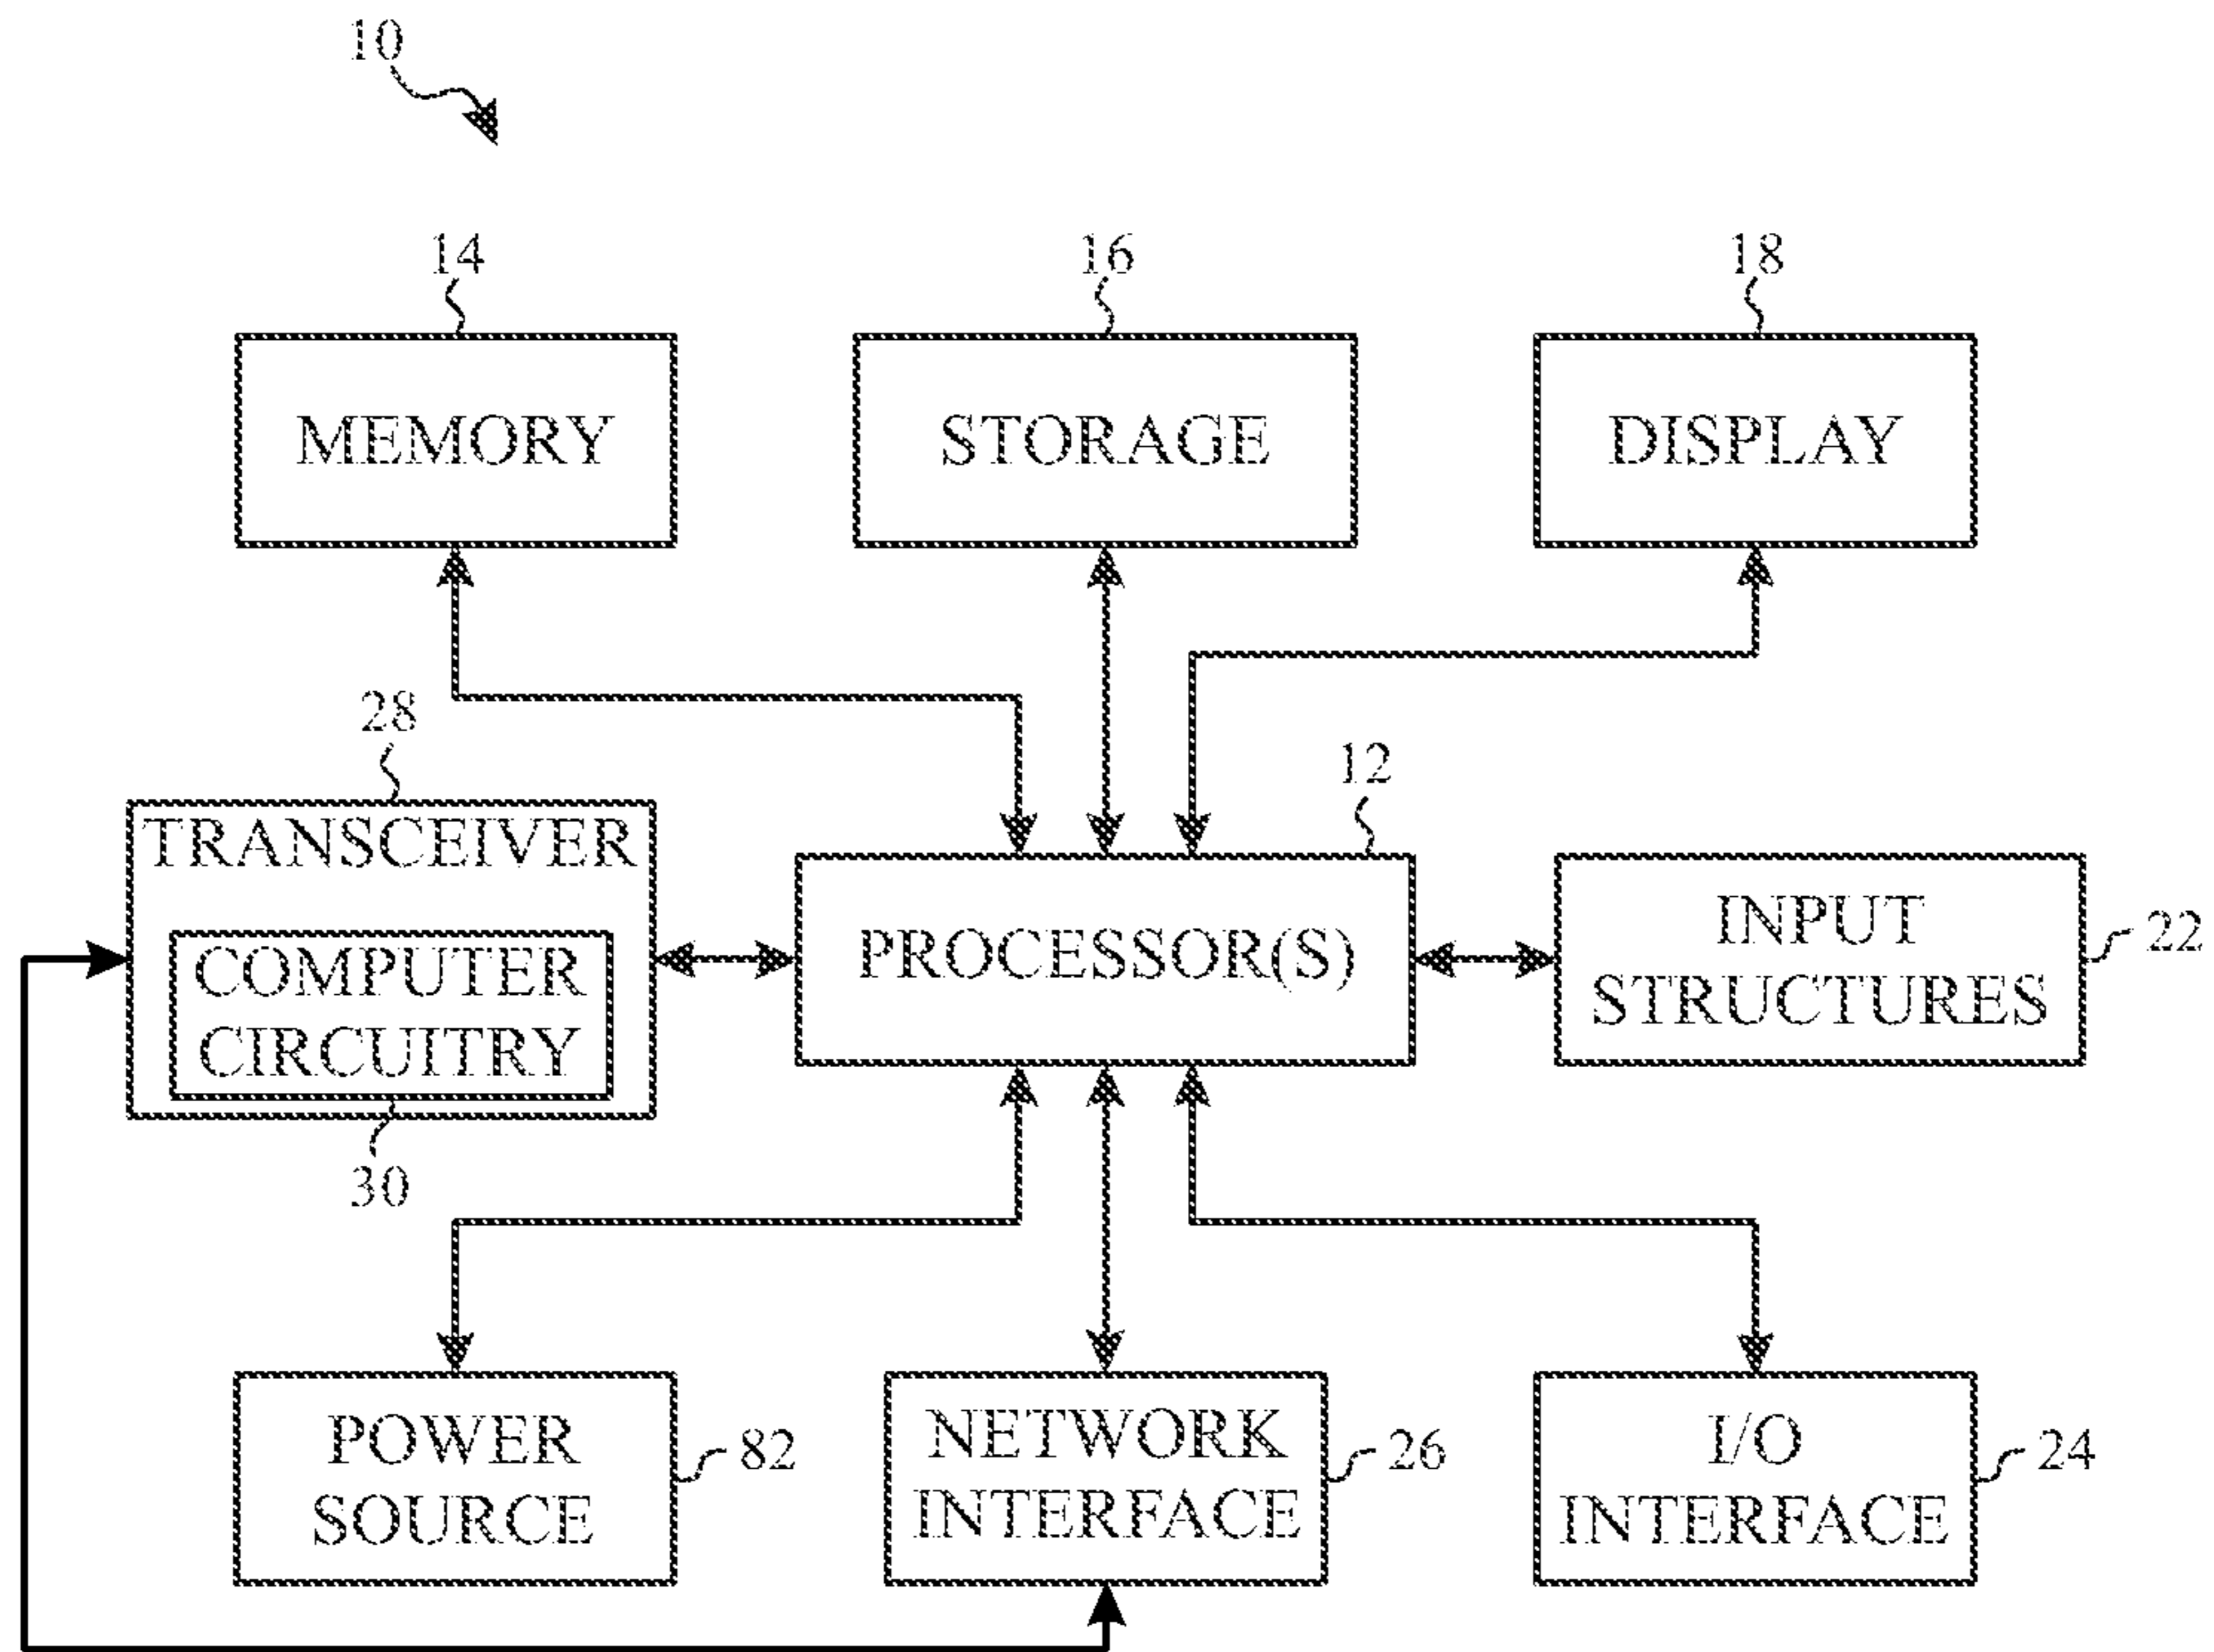 10
14
16
18
MEMORY
STORAGE
DISPLAY
28
12
TRANSCEIVER
COMPUTER
CIRCUITRY
30
PROCESSOR(S)
INPUT
STRUCTURES
22
POWER
SOURCE
82
NETWORK
INTERFACE
26
I/O
INTERFACE
24